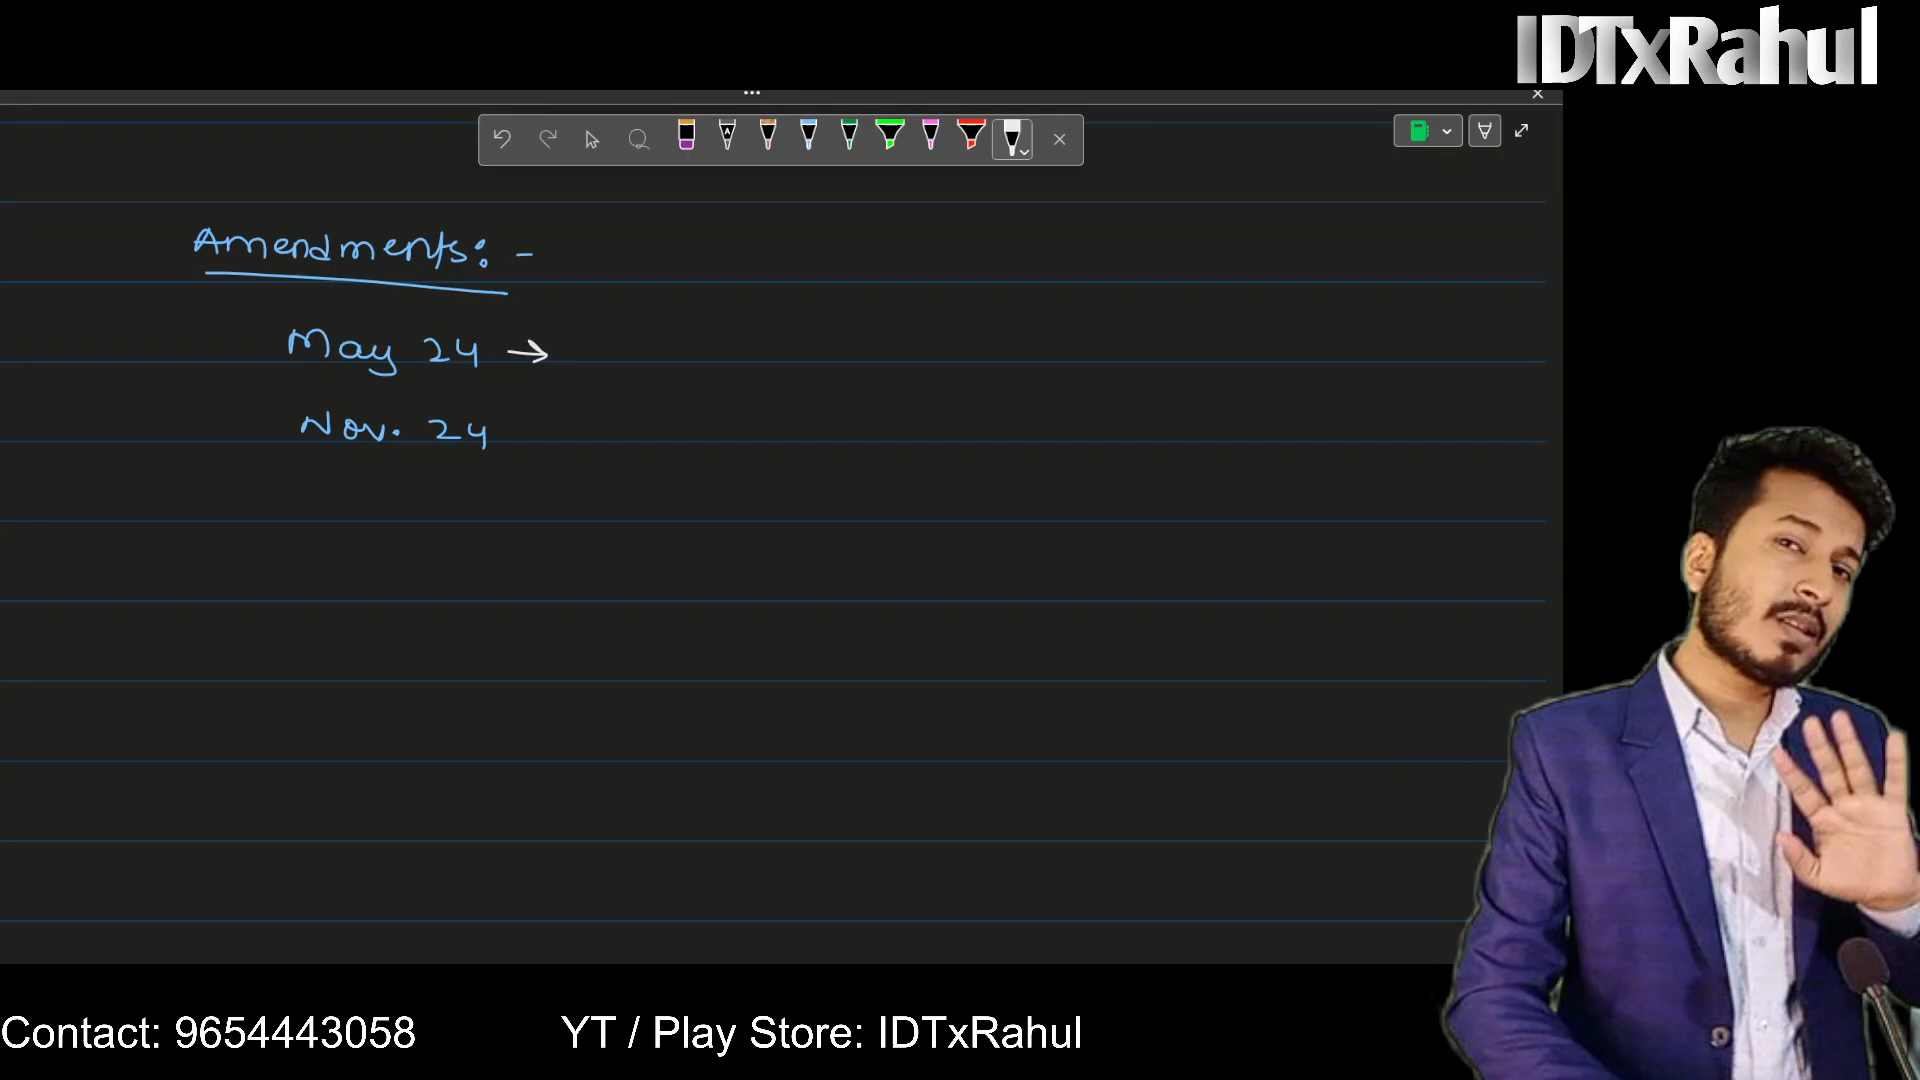 IDTxRahul
Amendments: -
May 24 →
Nov. 24
Contact: 9654443058
YT / Play Store: IDTxRahul